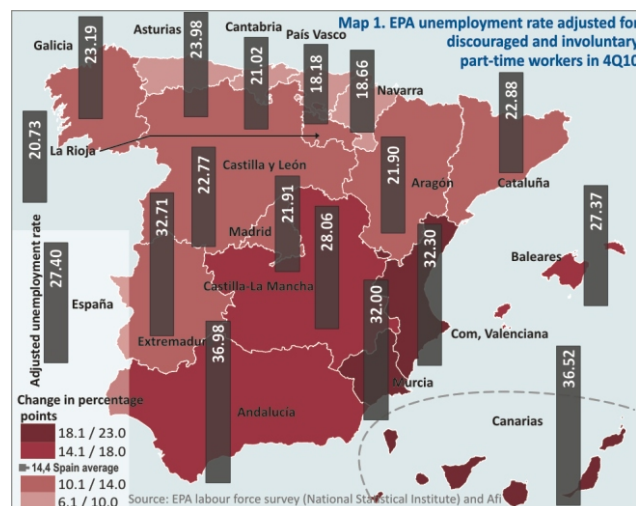 Map 1. EPA unemployment rate adjusted for
discouraged and involuntary
part-time workers in 4Q10
Galicia
23.19
Asturias
23.98
Cantabria
21.02
País Vasco
18.18
18.66
Navarra
22.88
Cataluña
20.73
La Rioja
Castilla y León
22.77
21.90
Aragón
Madrid
21.91
32.71
Extremadur
28.06
Castilla-La Mancha
32.30
Com, Valenciana
27.37
Baleares
27.40
España
Adjusted unemployment rate
32.00
Murcia
36.98
Andalucia
36.52
Canarias
Change in percentage
points
18.1 / 23.0
14.1 / 18.0
14,4 Spain average
10.1 / 14.0
6.1 / 10.0
Source: EPA labour force survey (National Statistical Institute) and Afi